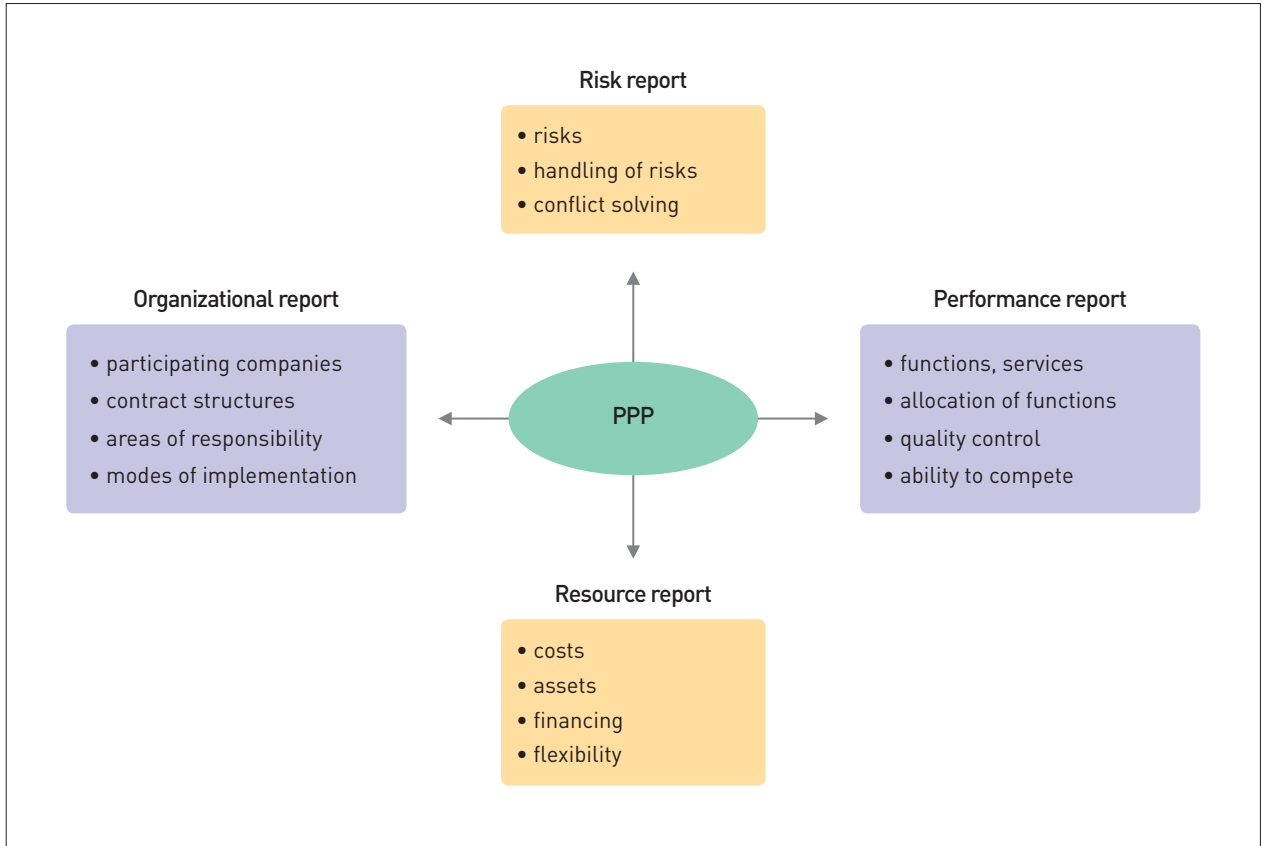 Risk report
• risks
• handling of risks
• conflict solving
Organizational report
• participating companies
• contract structures
• areas of responsibility
• modes of implementation
PPP
Performance report
• functions, services
• allocation of functions
• quality control
• ability to compete
Resource report
• costs
• assets
• financing
• flexibility